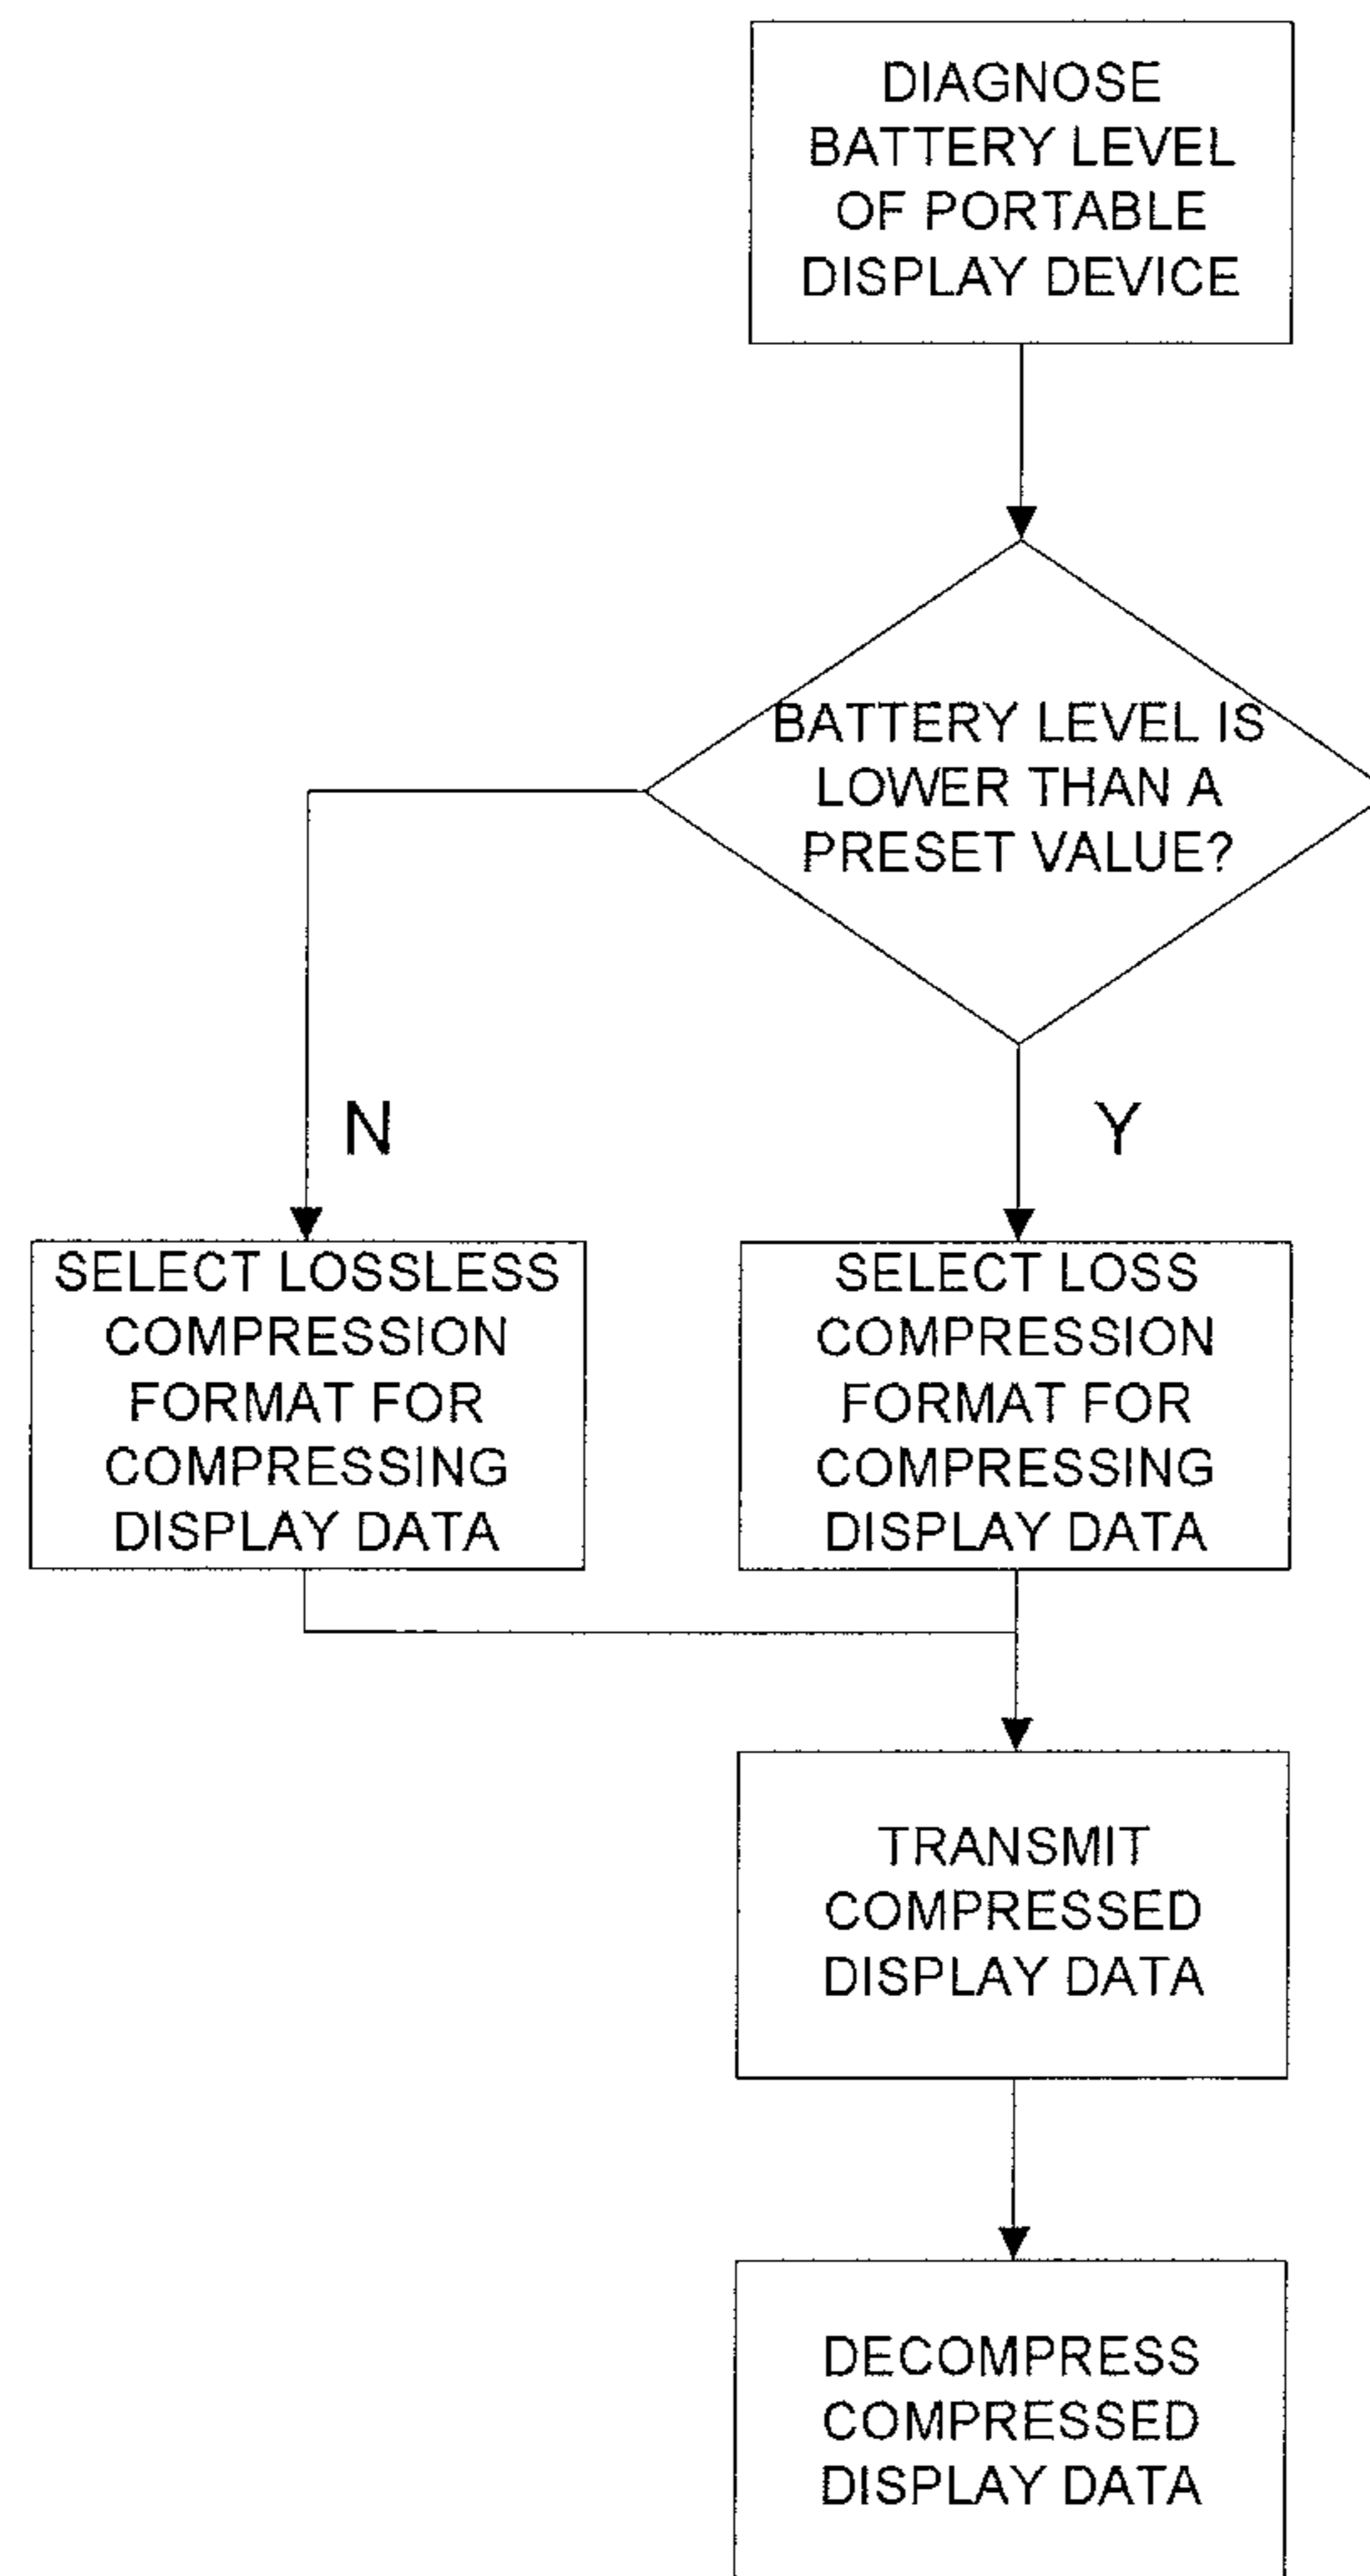 DIAGNOSE
BATTERY LEVEL
OF PORTABLE
DISPLAY DEVICE
BATTERY LEVEL IS
LOWER THAN A
PRESET VALUE?
N
Y
SELECT LOSSLESS
COMPRESSION
FORMAT FOR
COMPRESSING
DISPLAY DATA
SELECT LOSS
COMPRESSION
FORMAT FOR
COMPRESSING
DISPLAY DATA
TRANSMIT
COMPRESSED
DISPLAY DATA
DECOMPRESS
COMPRESSED
DISPLAY DATA